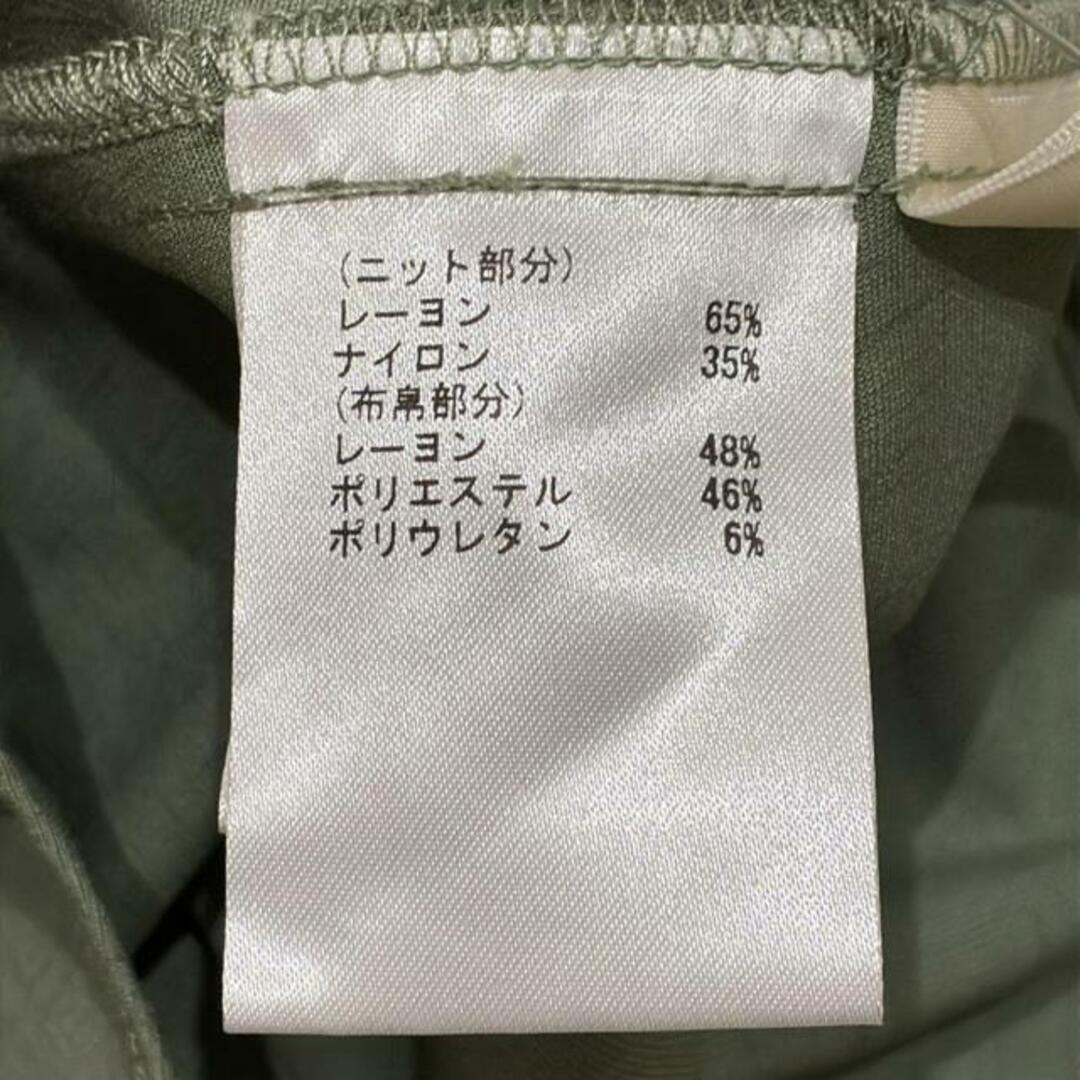 (ニット部分)
レーヨン 65%
ナイロン 35%
(布帛部分)
レーヨン 48%
ポリエステル 46%
ポリウレタン 6%